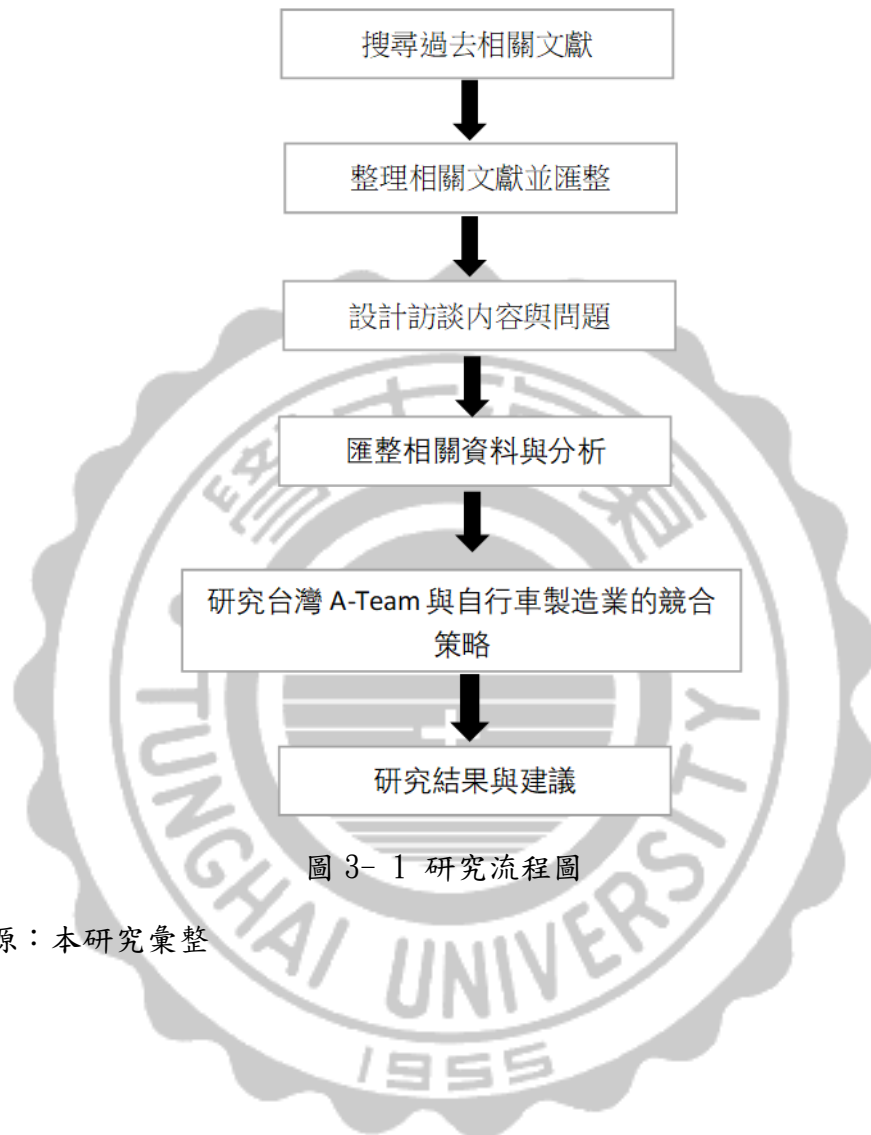 搜尋過去相關文獻
整理相關文獻並匯整
設計訪談内容與問題
匯整相關資料與分析
研究台灣 A-Team 與自行車製造業的競合
策略
研究結果與建議
圖 3- 1 研究流程圖
源：本研究彙整
TUNGHAI UNIVERSITY
1955